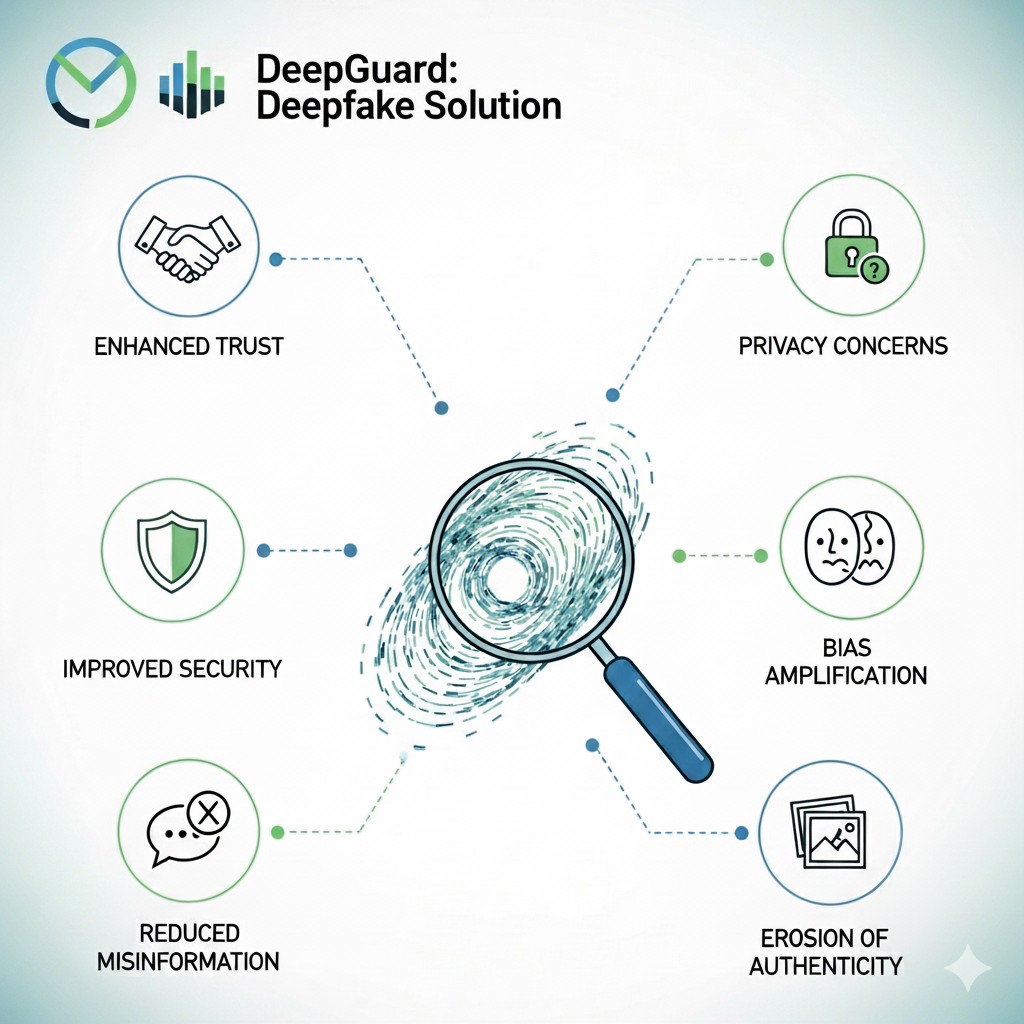 DeepGuard:
Deepfake Solution
ENHANCED TRUST
PRIVACY CONCERNS
?
IMPROVED SECURITY
BIAS
AMPLIFICATION
X
REDUCED
MISINFORMATION
EROSION OF
AUTHENTICITY